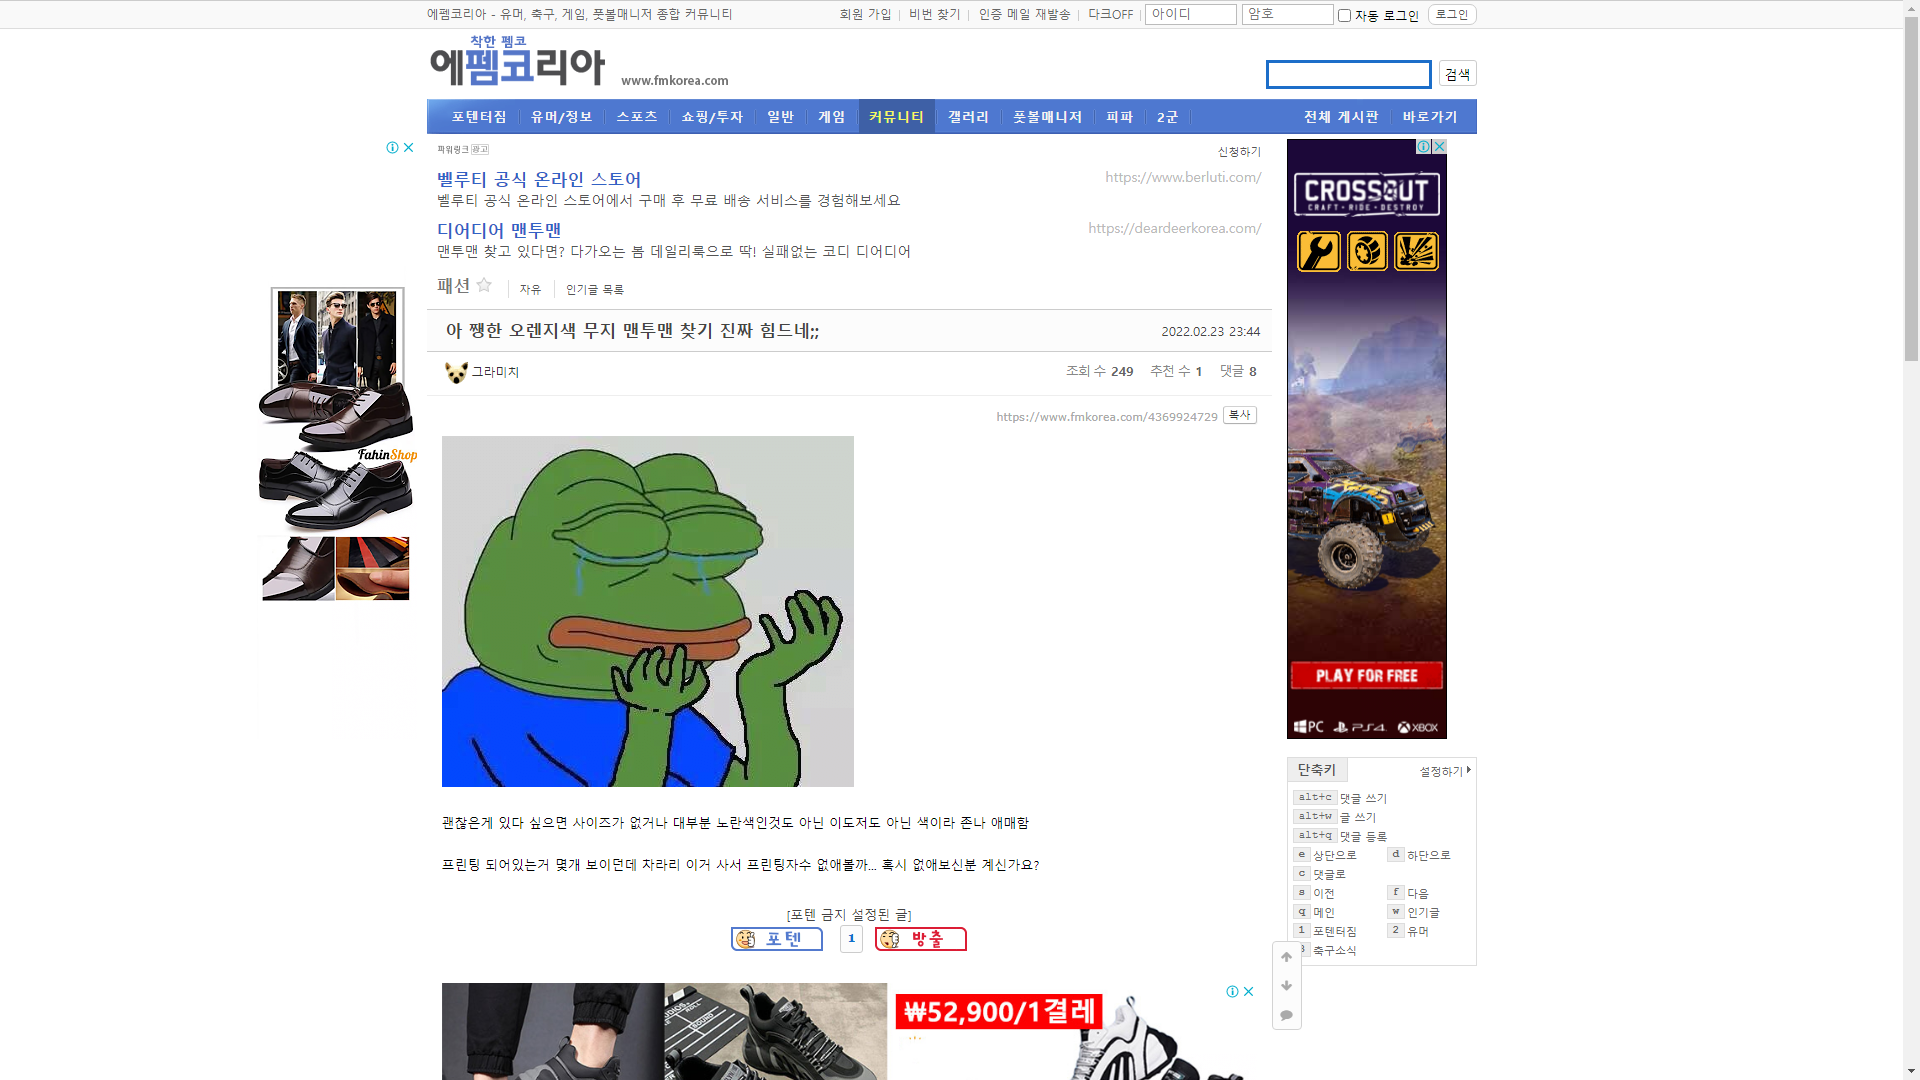 에펨코리아 - 유머, 축구, 게임, 풋볼매니저 종합 커뮤니티
회원 가입 비번 찾기 인증 메일 재발송 다크OFF 아이디 암호 자동 로그인 로그인
착한 펨코
에펨코리아 www.fmkorea.com
검색
포텐터짐 유머/정보 스포츠 쇼핑/투자 일반 게임 커뮤니티 갤러리 풋볼매니저 피파 2군 전체 게시판 바로가기
파워링크 광고
신청하기
벨루티 공식 온라인 스토어
https://www.berluti.com/
벨루티 공식 온라인 스토어에서 구매 후 무료 배송 서비스를 경험해보세요
디어디어 맨투맨
https://deardeerkorea.com/
맨투맨 찾고 있다면? 다가오는 봄 데일리룩으로 딱! 실패없는 코디 디어디어
패션 자유 인기글 목록
아 쨍한 오렌지색 무지 맨투맨 찾기 진짜 힘드네;;
2022.02.23 23:44
그라미치
조회 수 249 추천 수 1 댓글 8
https://www.fmkorea.com/4369924729 복사
FahinShop
괜찮은게 있다 싶으면 사이즈가 없거나 대부분 노란색인것도 아닌 이도저도 아닌 색이라 존나 애매함
프린팅 되어있는거 몇개 보이던데 차라리 이거 사서 프린팅자수 없애볼까... 혹시 없애보신분 계신가요?
[포텐 금지 설정된 글]
포텐 1 방출
₩52,900/1결레
CROSSOUT
CRAFT · RIDE · DESTROY
PLAY FOR FREE
PC PS4 XBOX
단축키 설정하기
alt+c 댓글 쓰기
alt+w 글 쓰기
alt+q 댓글 등록
e 상단으로 d 하단으로
c 댓글로
s 이전 f 다음
q 메인 w 인기글
1 포텐터짐 2 유머
3 축구소식